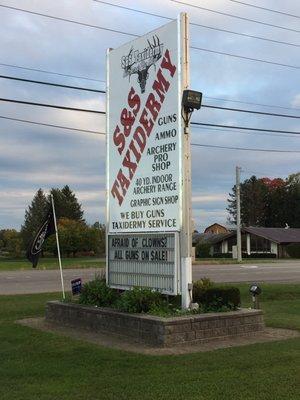 S&S Taxidermy
S&S
TAXIDERMY
GUNS
AMMO
ARCHERY
PRO
SHOP
40 YD. INDOOR
ARCHERY RANGE
GRAPHIC SIGN SHOP
WE BUY GUNS
TAXIDERMY SERVICE
AFRAID OF CLOWNS?
ALL GUNS ON SALE!